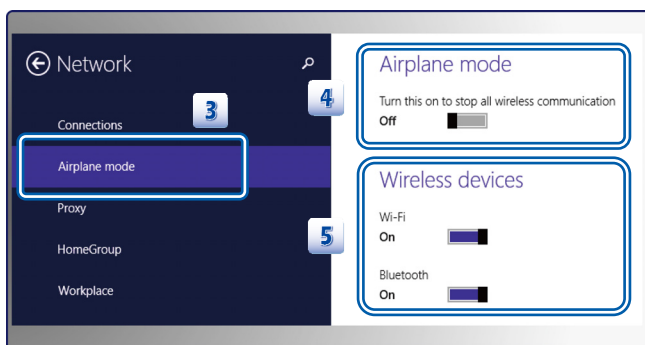 Network
3
Connections
Airplane mode
Proxy
HomeGroup
Workplace
4
Airplane mode
Turn this on to stop all wireless communication
Off
5
Wireless devices
Wi-Fi
On
Bluetooth
On